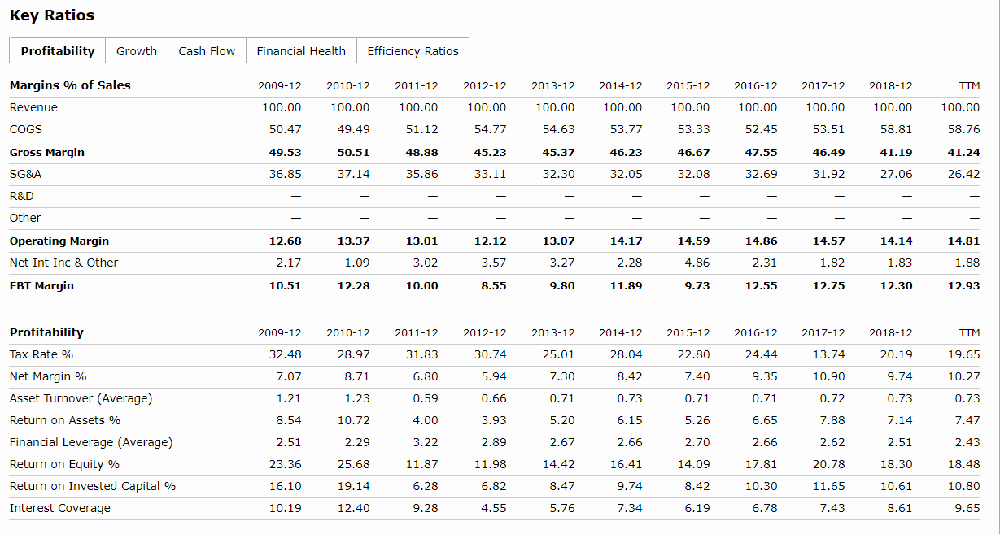 Key Ratios
Profitability Growth Cash Flow Financial Health Efficiency Ratios
Margins % of Sales 2009-12 2010-12 2011-12 2012-12 2013-12 2014-12 2015-12 2016-12 2017-12 2018-12 TTM
Revenue 100.00 100.00 100.00 100.00 100.00 100.00 100.00 100.00 100.00 100.00 100.00
COGS 50.47 49.49 51.12 54.77 54.63 53.77 53.33 52.45 53.51 58.81 58.76
Gross Margin 49.53 50.51 48.88 45.23 45.37 46.23 46.67 47.55 46.49 41.19 41.24
SG&A 36.85 37.14 35.86 33.11 32.30 32.05 32.08 32.69 31.92 27.06 26.42
R&D — — — — — — — — — — —
Other — — — — — — — — — — —
Operating Margin 12.68 13.37 13.01 12.12 13.07 14.17 14.59 14.86 14.57 14.14 14.81
Net Int Inc & Other -2.17 -1.09 -3.02 -3.57 -3.27 -2.28 -4.86 -2.31 -1.82 -1.83 -1.88
EBT Margin 10.51 12.28 10.00 8.55 9.80 11.89 9.73 12.55 12.75 12.30 12.93
Profitability 2009-12 2010-12 2011-12 2012-12 2013-12 2014-12 2015-12 2016-12 2017-12 2018-12 TTM
Tax Rate % 32.48 28.97 31.83 30.74 25.01 28.04 22.80 24.44 13.74 20.19 19.65
Net Margin % 7.07 8.71 6.80 5.94 7.30 8.42 7.40 9.35 10.90 9.74 10.27
Asset Turnover (Average) 1.21 1.23 0.59 0.66 0.71 0.73 0.71 0.71 0.72 0.73 0.73
Return on Assets % 8.54 10.72 4.00 3.93 5.20 6.15 5.26 6.65 7.88 7.14 7.47
Financial Leverage (Average) 2.51 2.29 3.22 2.89 2.67 2.66 2.70 2.66 2.62 2.51 2.43
Return on Equity % 23.36 25.68 11.87 11.98 14.42 16.41 14.09 17.81 20.78 18.30 18.48
Return on Invested Capital % 16.10 19.14 6.28 6.82 8.47 9.74 8.42 10.30 11.65 10.61 10.80
Interest Coverage 10.19 12.40 9.28 4.55 5.76 7.34 6.19 6.78 7.43 8.61 9.65